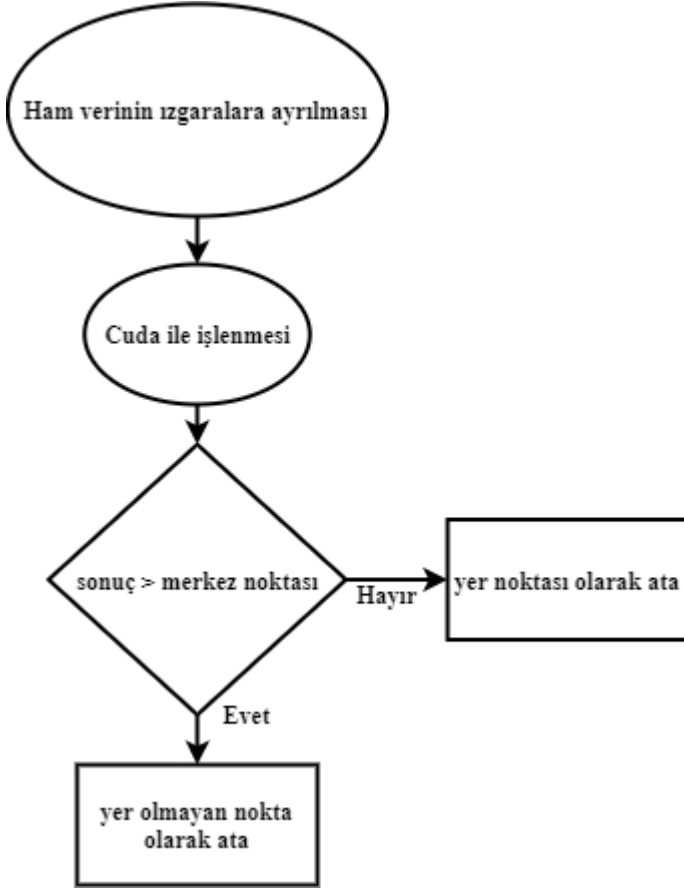 Ham verinin ızgaralara ayrılması
Cuda ile işlenmesi
sonuç > merkez noktası
Hayır
yer noktası olarak ata
Evet
yer olmayan nokta
olarak ata